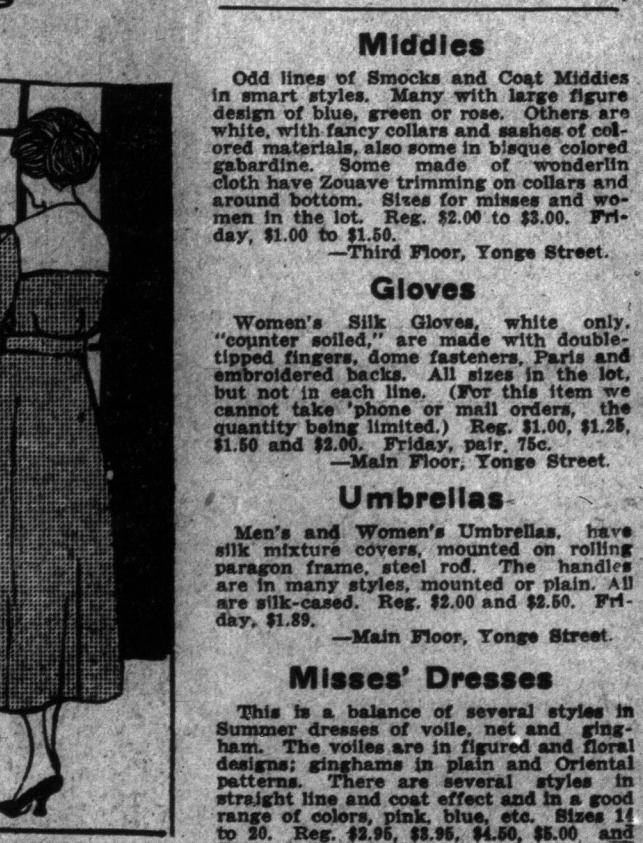 Middies
Odd lines of Smocks and Coat Middies
in smart styles. Many with large figure
design of blue, green or rose. Others are
white, with fancy collars and sashes of col-
ored materials, also some in bisque colored
gabardine. Some made of wonderlin
cloth have Zouave trimming on collars and
around bottom. Sizes for misses and wo-
men in the lot. Reg. $2.00 to $3.00. Fri-
day, $1.00 to $1.50.
—Third Floor, Yonge Street.
Gloves
Women's Silk Gloves, white only,
"counter soiled," are made with double-
tipped fingers, dome fasteners, Paris and
embroidered backs. All sizes in the lot,
but not in each line. (For this item we
cannot take 'phone or mail orders, the
quantity being limited.) Reg. $1.00, $1.25,
$1.50 and $2.00. Friday, pair, 75c.
—Main Floor, Yonge Street.
Umbrellas
Men's and Women's Umbrellas, have
silk mixture covers, mounted on rolling
paragon frame, steel rod. The handles
are in many styles, mounted or plain. All
are silk-cased. Reg. $2.00 and $2.50. Fri-
day, $1.89.
—Main Floor, Yonge Street.
Misses' Dresses
This is a balance of several styles in
Summer dresses of voile, net and ging-
ham. The voiles are in figured and floral
designs; ginghams in plain and Oriental
patterns. There are several styles in
straight line and coat effect and in a good
range of colors, pink, blue, etc. Sizes 14
to 20. Reg. $2.95, $3.95, $4.50, $5.00 and